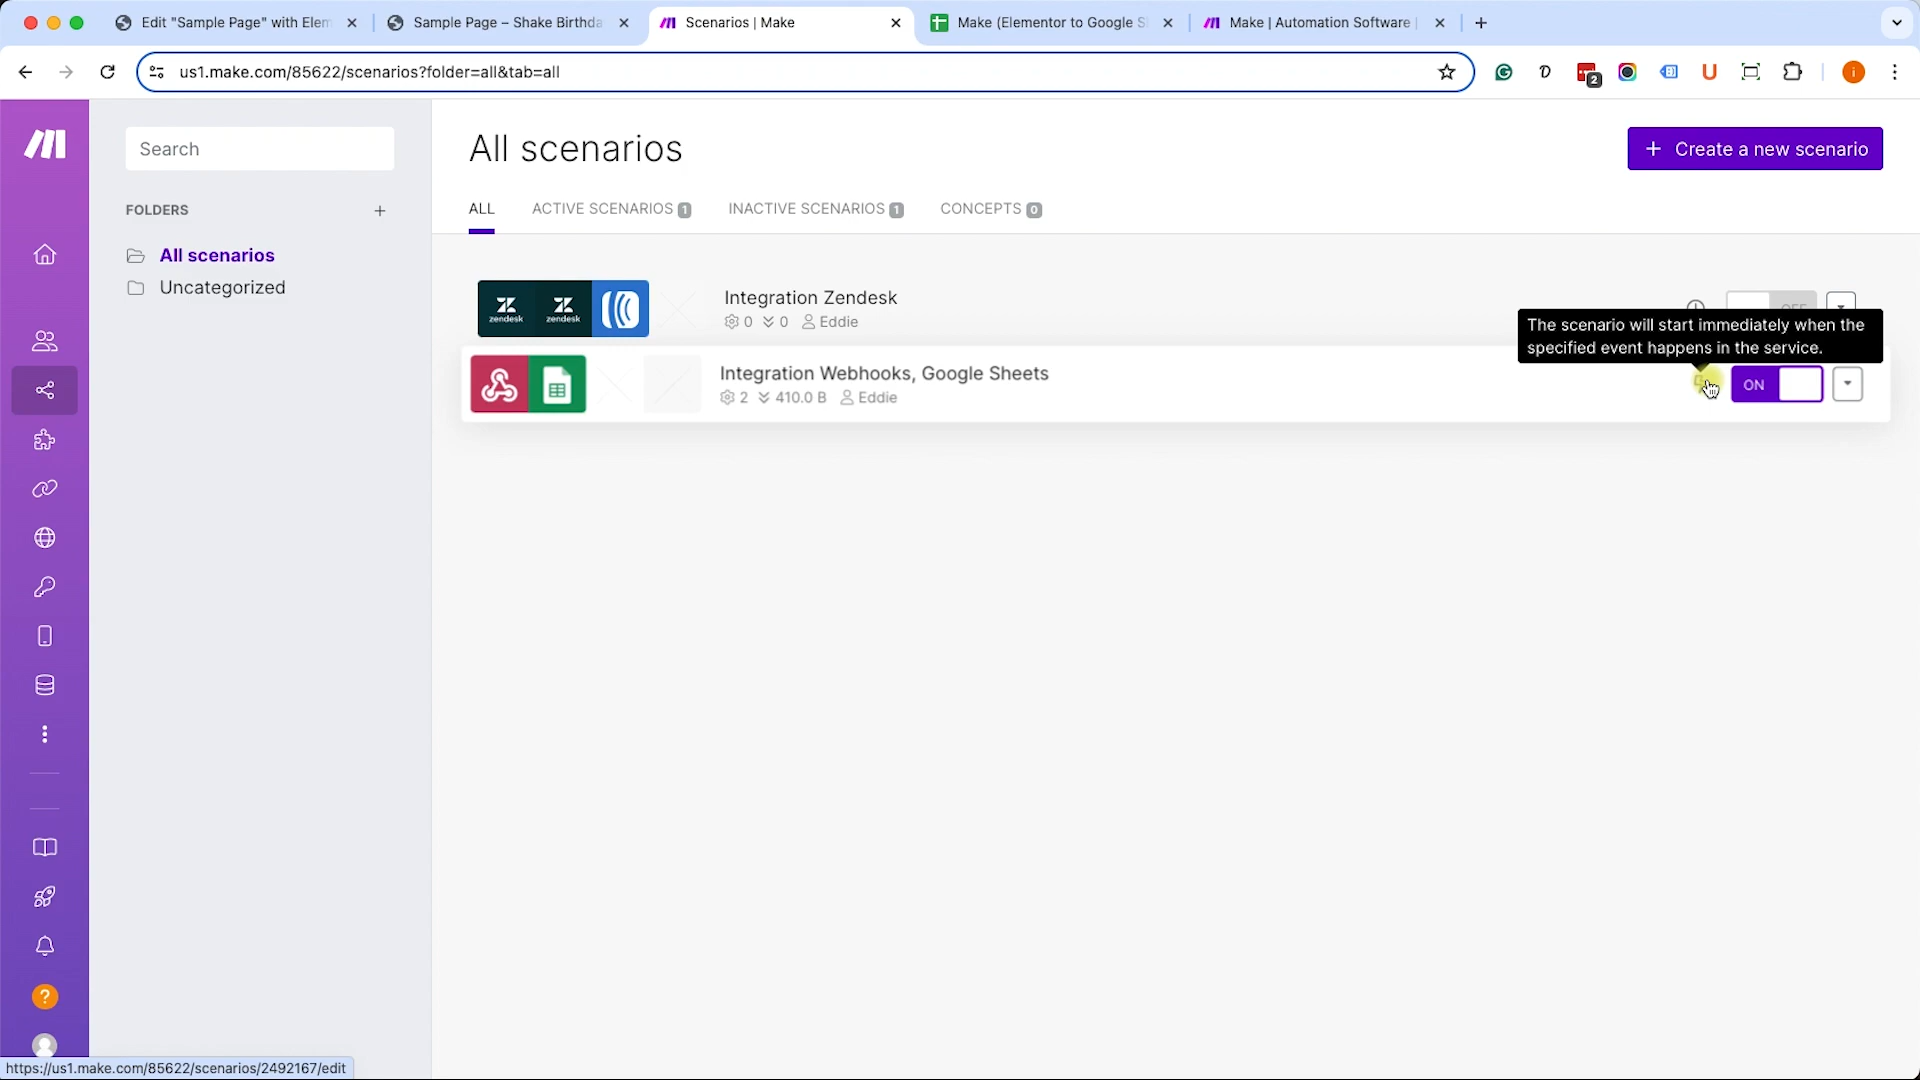 Edit "Sample Page" with Elem
Sample Page – Shake Birthda
Scenarios | Make
Make (Elementor to Google S
Make | Automation Software |
us1.make.com/85622/scenarios?folder=all&tab=all
2
i
Search
FOLDERS
All scenarios
Uncategorized
All scenarios
+ Create a new scenario
ALL
ACTIVE SCENARIOS 1
INACTIVE SCENARIOS 1
CONCEPTS 0
zendesk
zendesk
Integration Zendesk
0 0 Eddie
The scenario will start immediately when the
specified event happens in the service.
Integration Webhooks, Google Sheets
2 410.0 B Eddie
ON
?
https://us1.make.com/85622/scenarios/2492167/edit